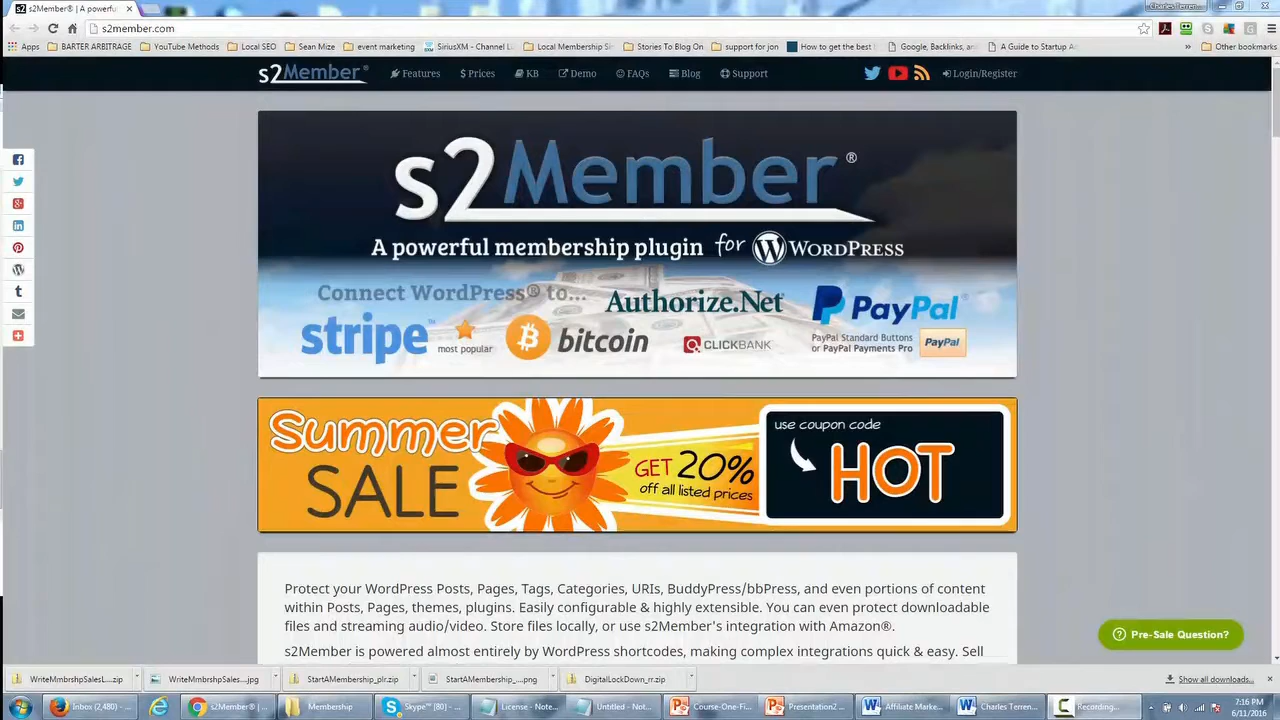 s2Member® | A powerfu
Charles Terren...
s2member.com
Apps
BARTER ARBITRAGE
YouTube Methods
Local SEO
Sean Mize
event marketing
SiriusXM - Channel Li
Local Membership Si
Stories To Blog On
support for jon
How to get the best
Google, Backlinks, an
A Guide to Startup A
»
Other bookmarks
s2Member®
Features
$ Prices
KB
Demo
FAQs
Blog
Support
Login/Register
s2Member®
A powerful membership plugin for WORDPRESS
Connect WordPress® to...
Authorize.Net
PayPal
stripe™
most popular
bitcoin
CLICKBANK
PayPal Standard Buttons
or PayPal Payments Pro
PayPal
Summer
SALE
GET 20%
off all listed prices
use coupon code
HOT
Protect your WordPress Posts, Pages, Tags, Categories, URIs, BuddyPress/bbPress, and even portions of content
within Posts, Pages, themes, plugins. Easily configurable & highly extensible. You can even protect downloadable
files and streaming audio/video. Store files locally, or use s2Member's integration with Amazon®.
s2Member is powered almost entirely by WordPress shortcodes, making complex integrations quick & easy. Sell
Pre-Sale Question?
WriteMmbrshpSalesL....zip
WriteMmbrshpSales....jpg
StartAMembership_plr.zip
StartAMembership_....png
DigitalLockDown_rr.zip
Show all downloads...
Inbox (2,480) - ...
s2Member® | ...
Membership
Skype™ [80] - ...
License - Note...
Untitled - Not...
Course-One-Fi...
Presentation2 ...
Affiliate Marke...
Charles Terren...
Recording...
7:16 PM
6/11/2016